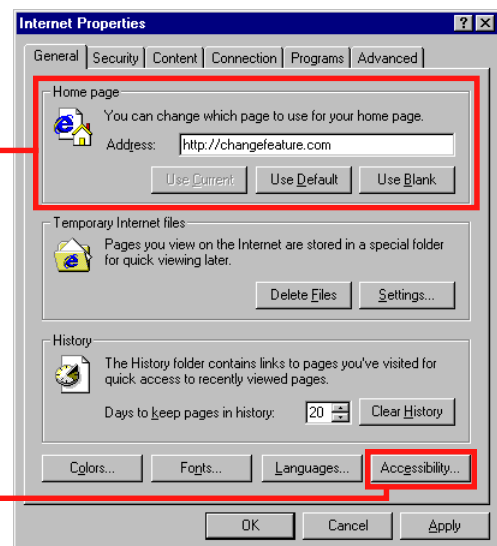 Internet Properties
General Security Content Connection Programs Advanced
Home page
You can change which page to use for your home page.
Address: http://changefeature.com
Use Current Use Default Use Blank
Temporary Internet files
Pages you view on the Internet are stored in a special folder
for quick viewing later.
Delete Files Settings...
History
The History folder contains links to pages you've visited for
quick access to recently viewed pages.
Days to keep pages in history: 20 Clear History
Colors... Fonts... Languages... Accessibility...
OK Cancel Apply